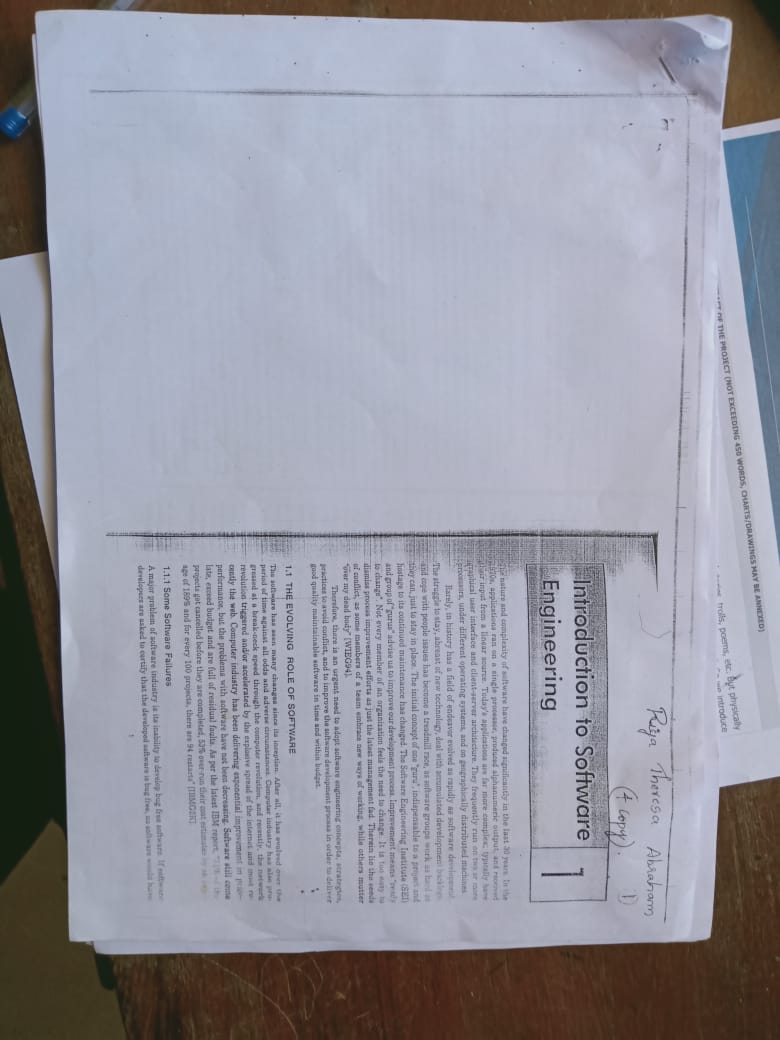 Theresa Abraham
(1 copy).
1)
Introduction to Software
Engineering
1
nature and complexity of software have changed significantly in the last 30 years. In the
applications ran on a single processor, produced alphanumeric output, and received
input from a linear source. Today's applications are far more complex; typically have
graphical user interface and client-server architecture. They frequently run on two or more
processors, under different operating systems, and on geographically distributed machines.
Rarely, in history has a field of endeavor evolved as rapidly as software development.
The struggle to stay, abreast of new technology, deal with accumulated development backlogs,
and cope with people issues has become a treadmill race, as software groups work as hard as
they can, just to stay in place. The initial concept of one "guru", indispensable to a project and
hostage to its continued maintenance has changed. The Software Engineering Institute (SEI)
and group of "gurus" advise us to improve our development process. Improvement means "ready
to change". Not every member of an organization feels the need to change. It is too easy to
dismiss process improvement efforts as just the latest management fad. Therein lie the seeds
of conflict, as some members of a team embrace new ways of working, while others mutter
"over my dead body" [WIEG94].
Therefore, there is an urgent need to adopt software engineering concepts, strategies,
practices to avoid conflict, and to improve the software development process in order to deliver
good quality maintainable software in time and within budget.
1.1 THE EVOLVING ROLE OF SOFTWARE
The software has seen many changes since its inception. After all, it has evolved over the
period of time against all odds and adverse circumstances. Computer industry has also pro-
gressed at a break-neck speed through the computer revolution, and recently, the network
revolution triggered and/or accelerated by the explosive spread of the internet and most re-
cently the web. Computer industry has been delivering exponential improvement in price-
performance, but the problems with software have not been decreasing. Software still come
late, exceed budget and are full of residual faults. As per the latest IBM report, of the
projects get cancelled before they are completed, 53% over-run their cost estimates by an aver-
age of 189% and for every 100 projects, there are 94 restarts" [IBMG2K].
1.1.1 Some Software Failures
A major problem of software industry is its inability to develop bug free software. If software
developers are asked to certify that the developed software is bug free, no software would have
OF THE PROJECT (NOT EXCEEDING 450 WORDS, CHARTS/DRAWINGS MAY BE ANNEXED)
trolls, poems, etc. But physically
we introduce